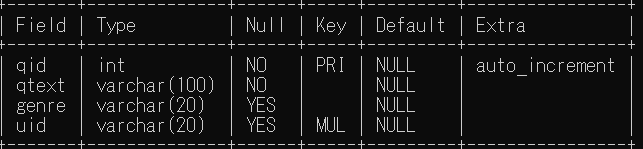 +-------+--------------+------+-----+---------+----------------+
| Field | Type         | Null | Key | Default | Extra          |
+-------+--------------+------+-----+---------+----------------+
| qid   | int          | NO   | PRI | NULL    | auto_increment |
| qtext | varchar(100) | NO   |     | NULL    |                |
| genre | varchar(20)  | YES  |     | NULL    |                |
| uid   | varchar(20)  | YES  | MUL | NULL    |                |
+-------+--------------+------+-----+---------+----------------+